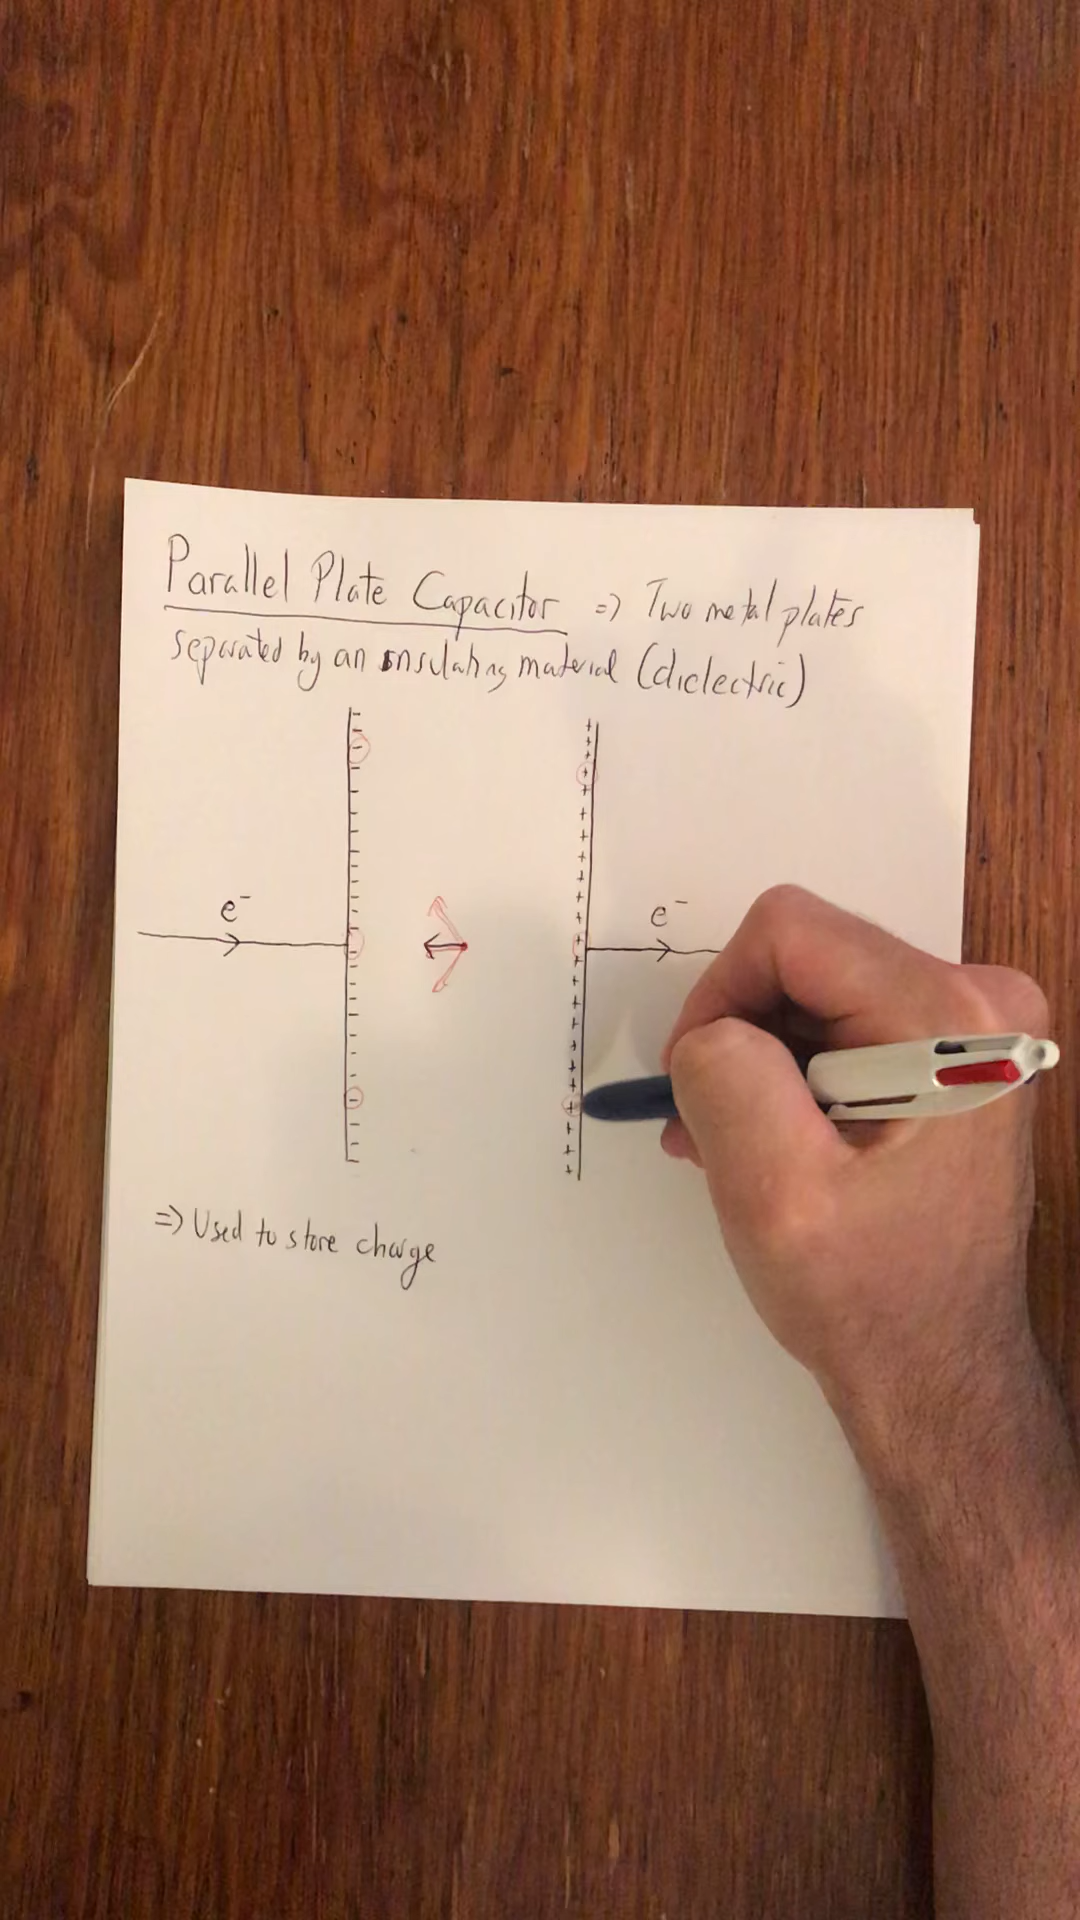 Parallel Plate Capacitor => Two metal plates
separated by an insulating material (dielectric)
e⁻ e⁻
=> Used to store charge